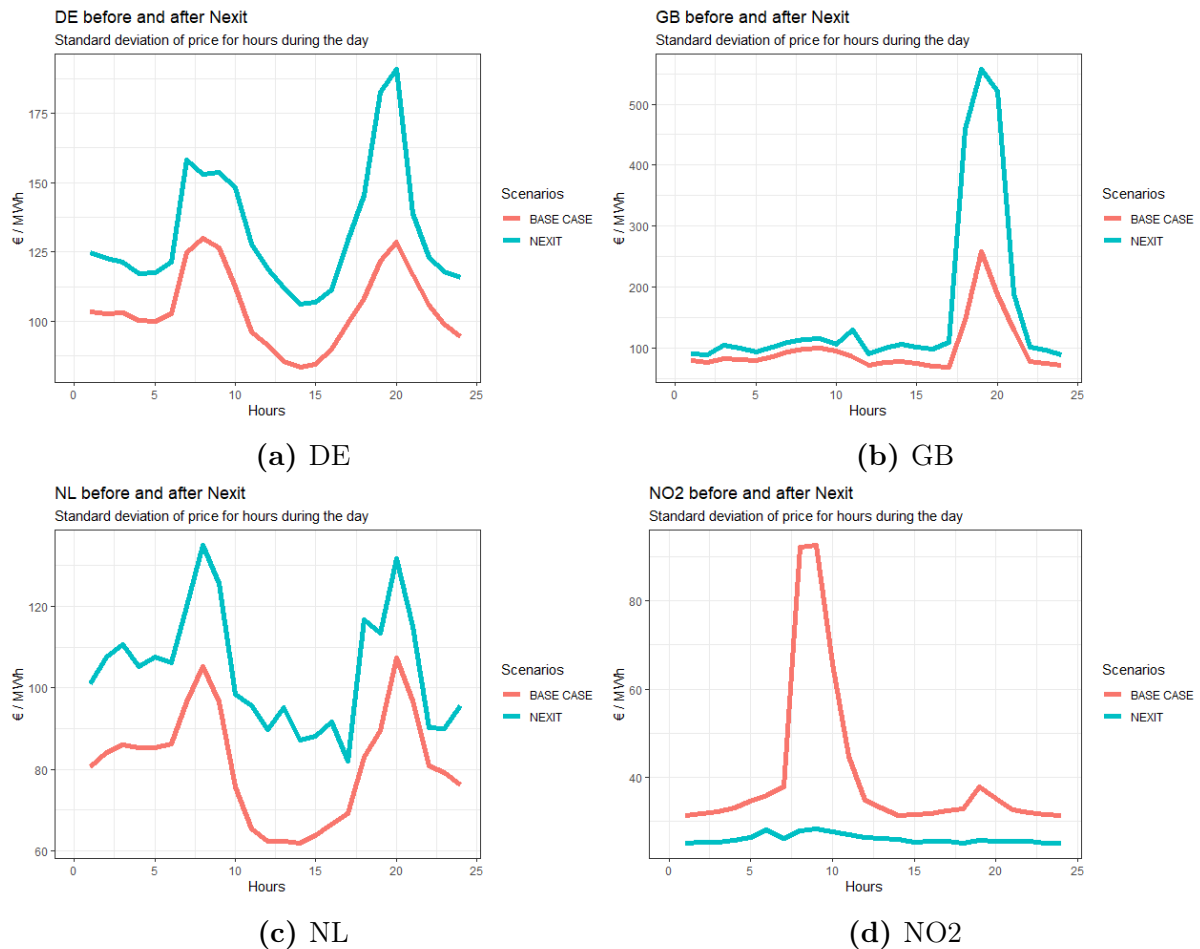 DE before and after Nexit
Standard deviation of price for hours during the day
€ / MWh
175
150
125
100
0 5 10 15 20 25
Hours
Scenarios
BASE CASE
NEXIT
(a) DE
GB before and after Nexit
Standard deviation of price for hours during the day
€ / MWh
500
400
300
200
100
0 5 10 15 20 25
Hours
Scenarios
BASE CASE
NEXIT
(b) GB
NL before and after Nexit
Standard deviation of price for hours during the day
€ / MWh
120
100
80
60
0 5 10 15 20 25
Hours
Scenarios
BASE CASE
NEXIT
(c) NL
NO2 before and after Nexit
Standard deviation of price for hours during the day
€ / MWh
80
60
40
0 5 10 15 20 25
Hours
Scenarios
BASE CASE
NEXIT
(d) NO2